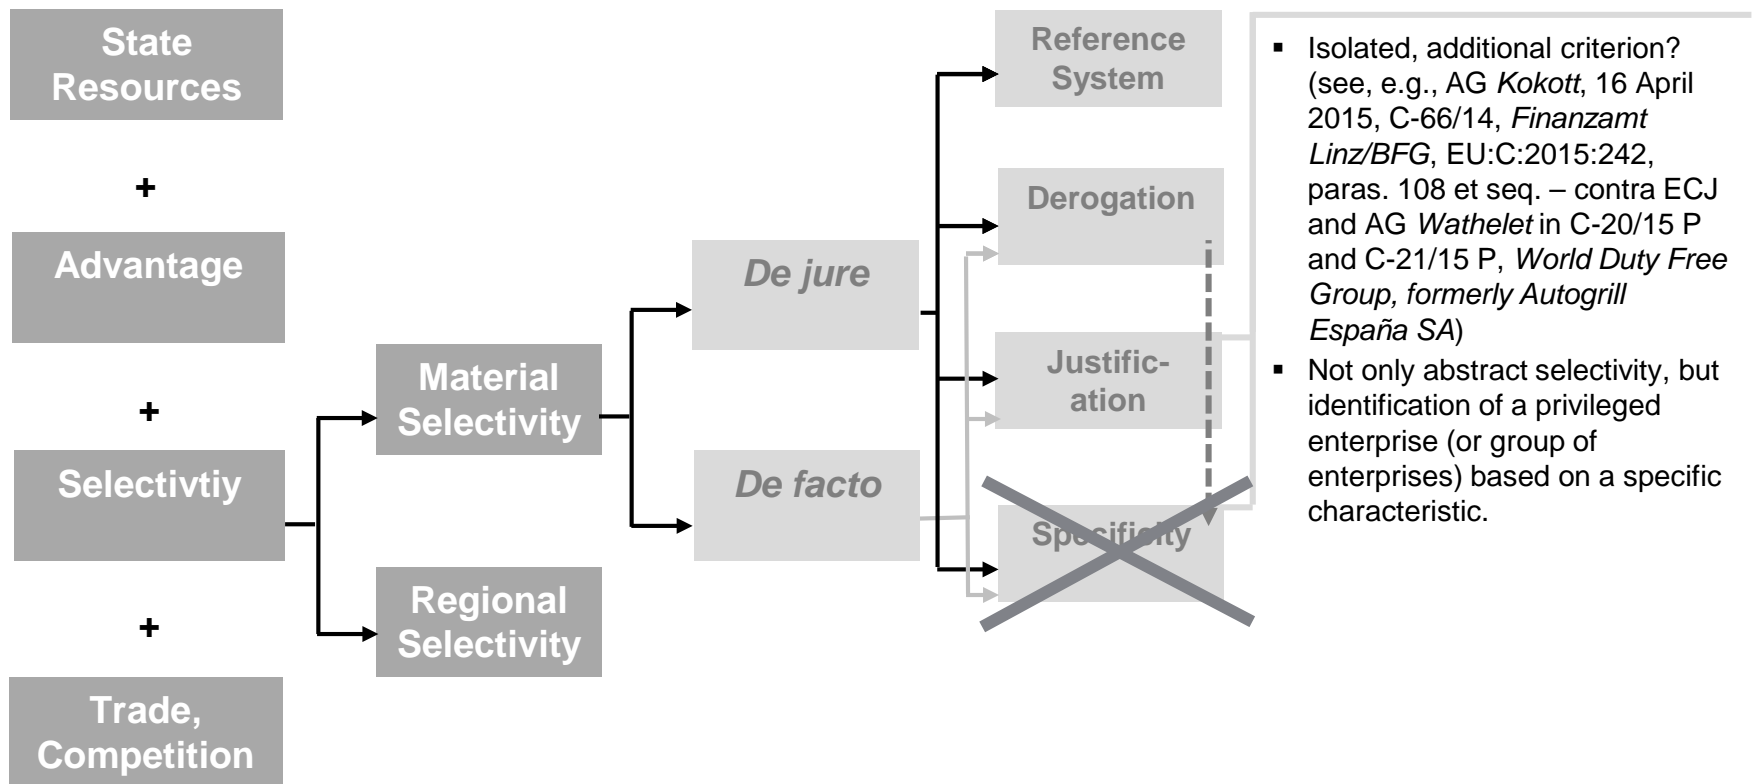 State
Resources
+
Advantage
+
Selectivtiy
+
Trade,
Competition
Material
Selectivity
Regional
Selectivity
De jure
De facto
Reference
System
Derogation
Justific-
ation
Specificity
▪ Isolated, additional criterion?
(see, e.g., AG Kokott, 16 April
2015, C-66/14, Finanzamt
Linz/BFG, EU:C:2015:242,
paras. 108 et seq. – contra ECJ
and AG Wathelet in C-20/15 P
and C-21/15 P, World Duty Free
Group, formerly Autogrill
España SA)
▪ Not only abstract selectivity, but
identification of a privileged
enterprise (or group of
enterprises) based on a specific
characteristic.